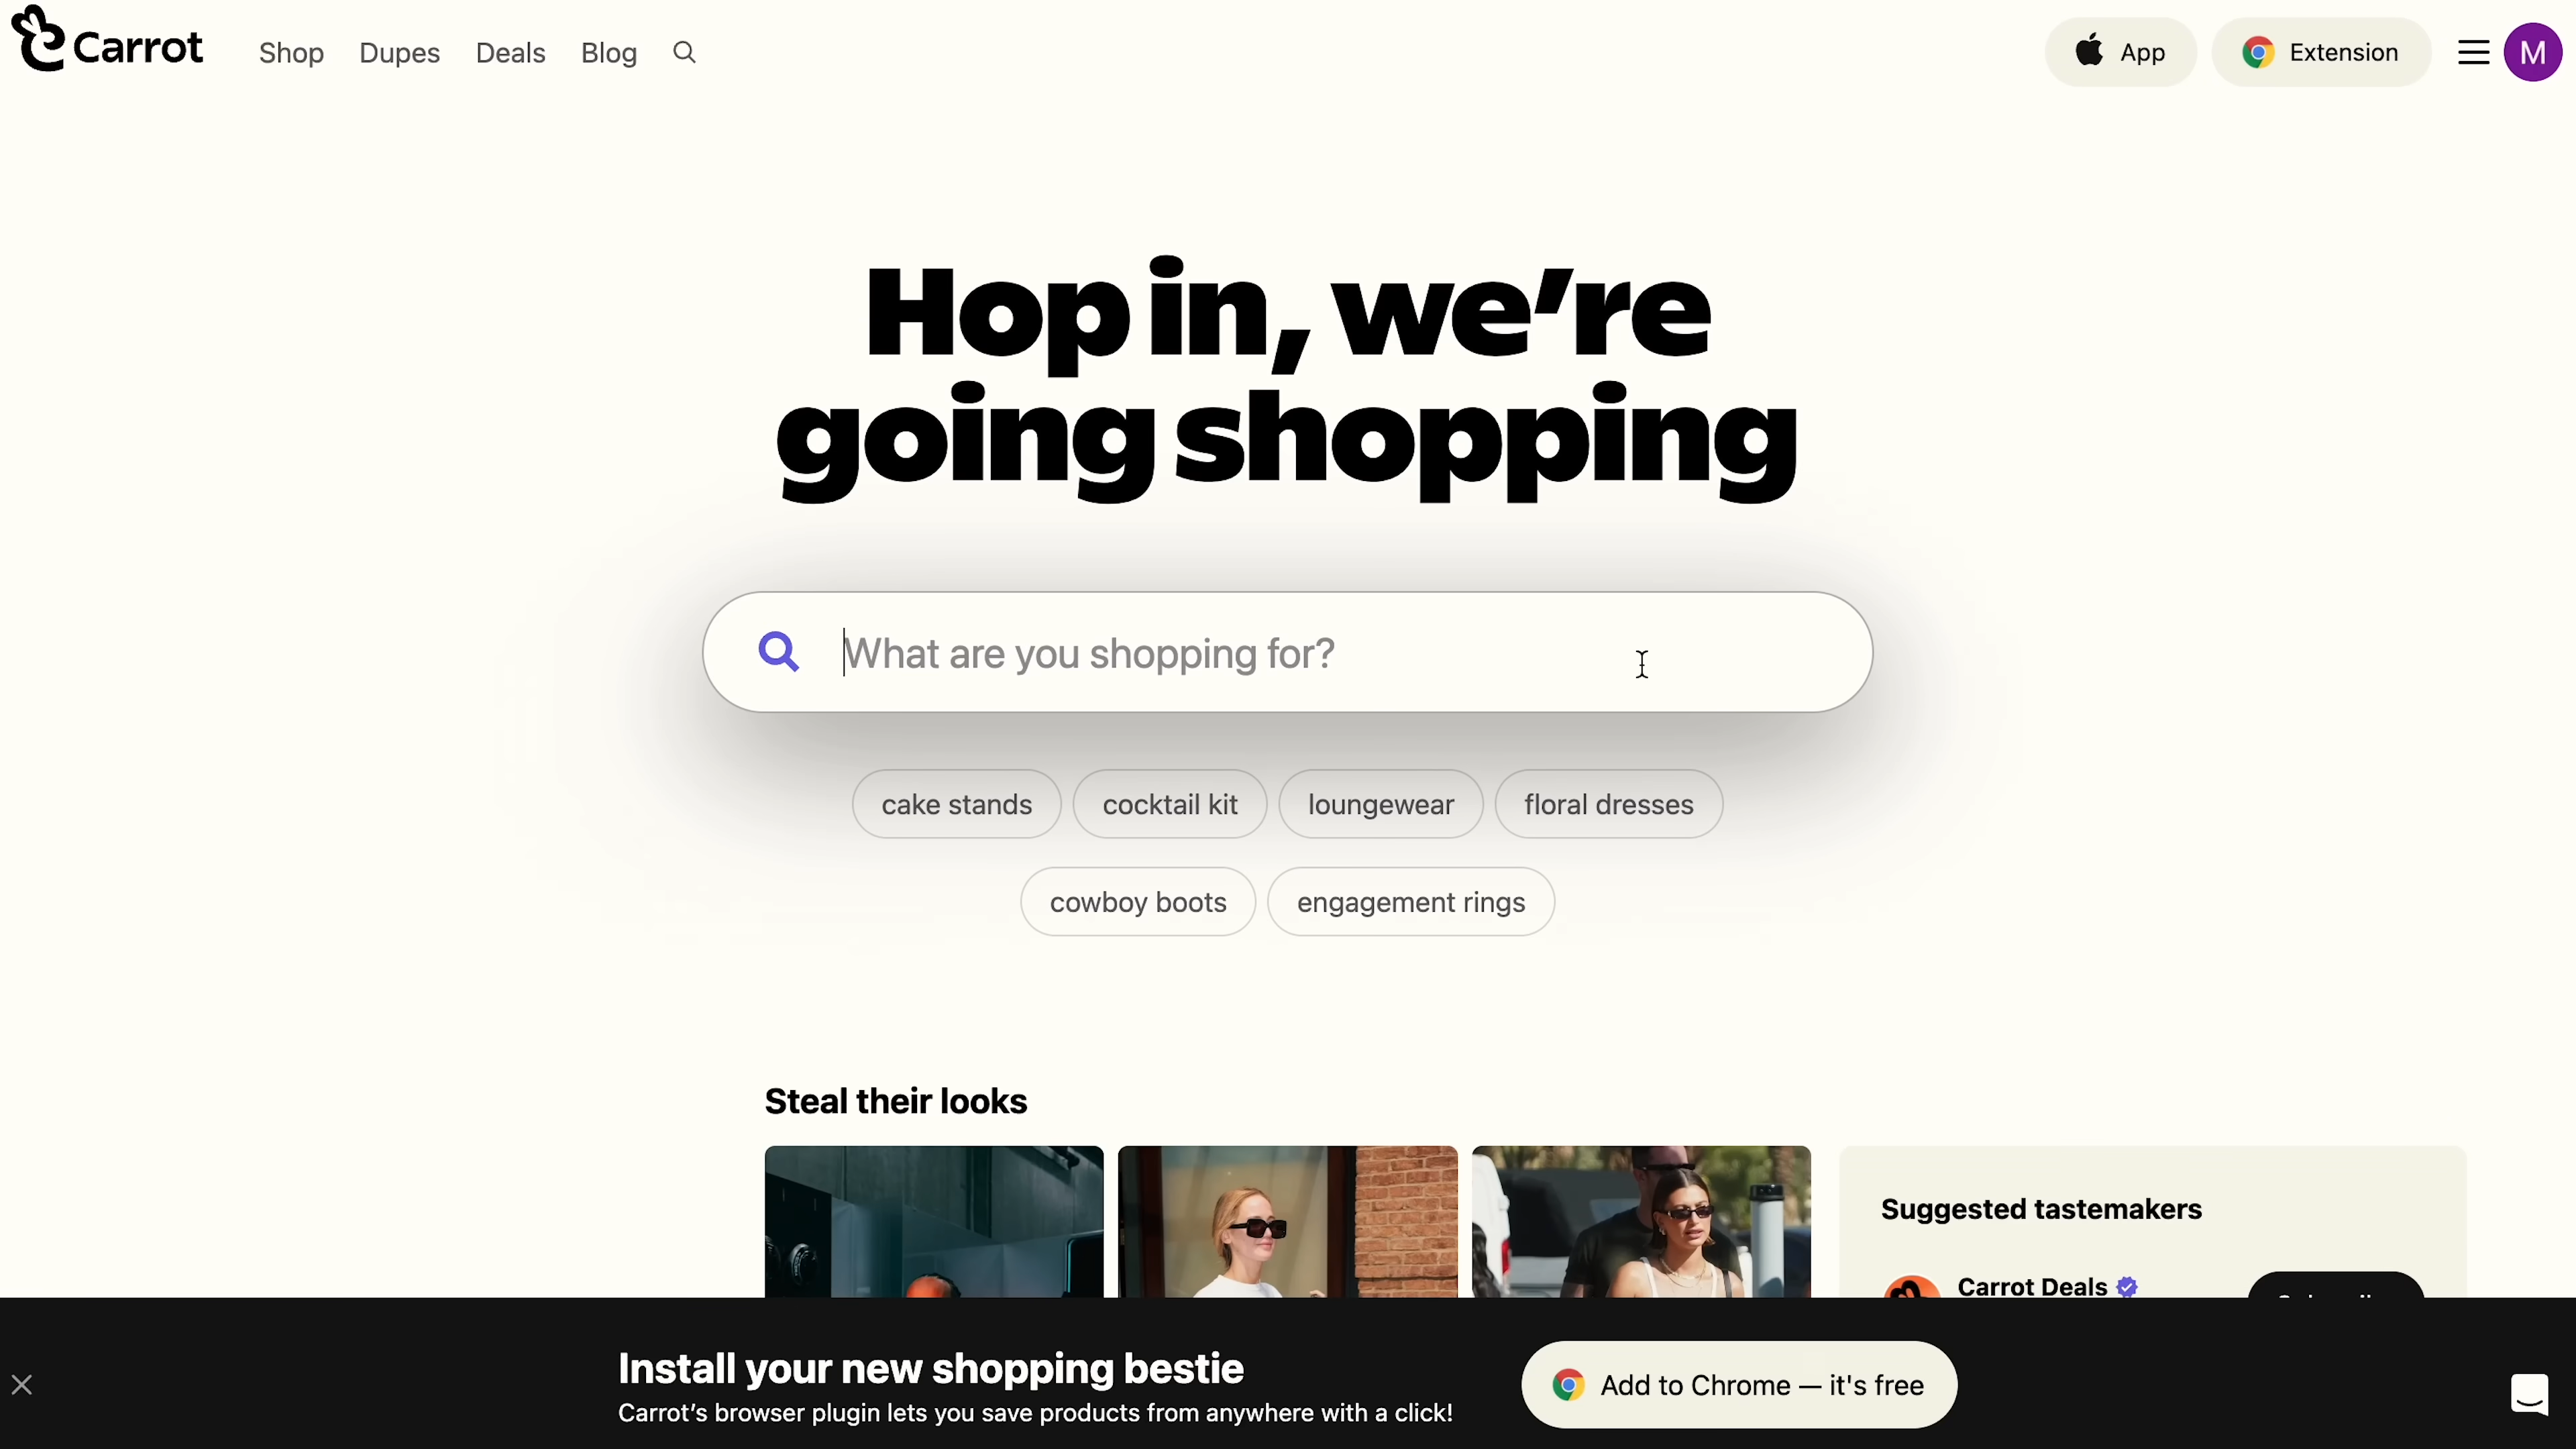 Carrot
Shop
Dupes
Deals
Blog
App
Extension
M
Hop in, we’re
going shopping
What are you shopping for?
cake stands
cocktail kit
loungewear
floral dresses
cowboy boots
engagement rings
Steal their looks
Suggested tastemakers
Carrot Deals
Install your new shopping bestie
Carrot’s browser plugin lets you save products from anywhere with a click!
Add to Chrome — it's free